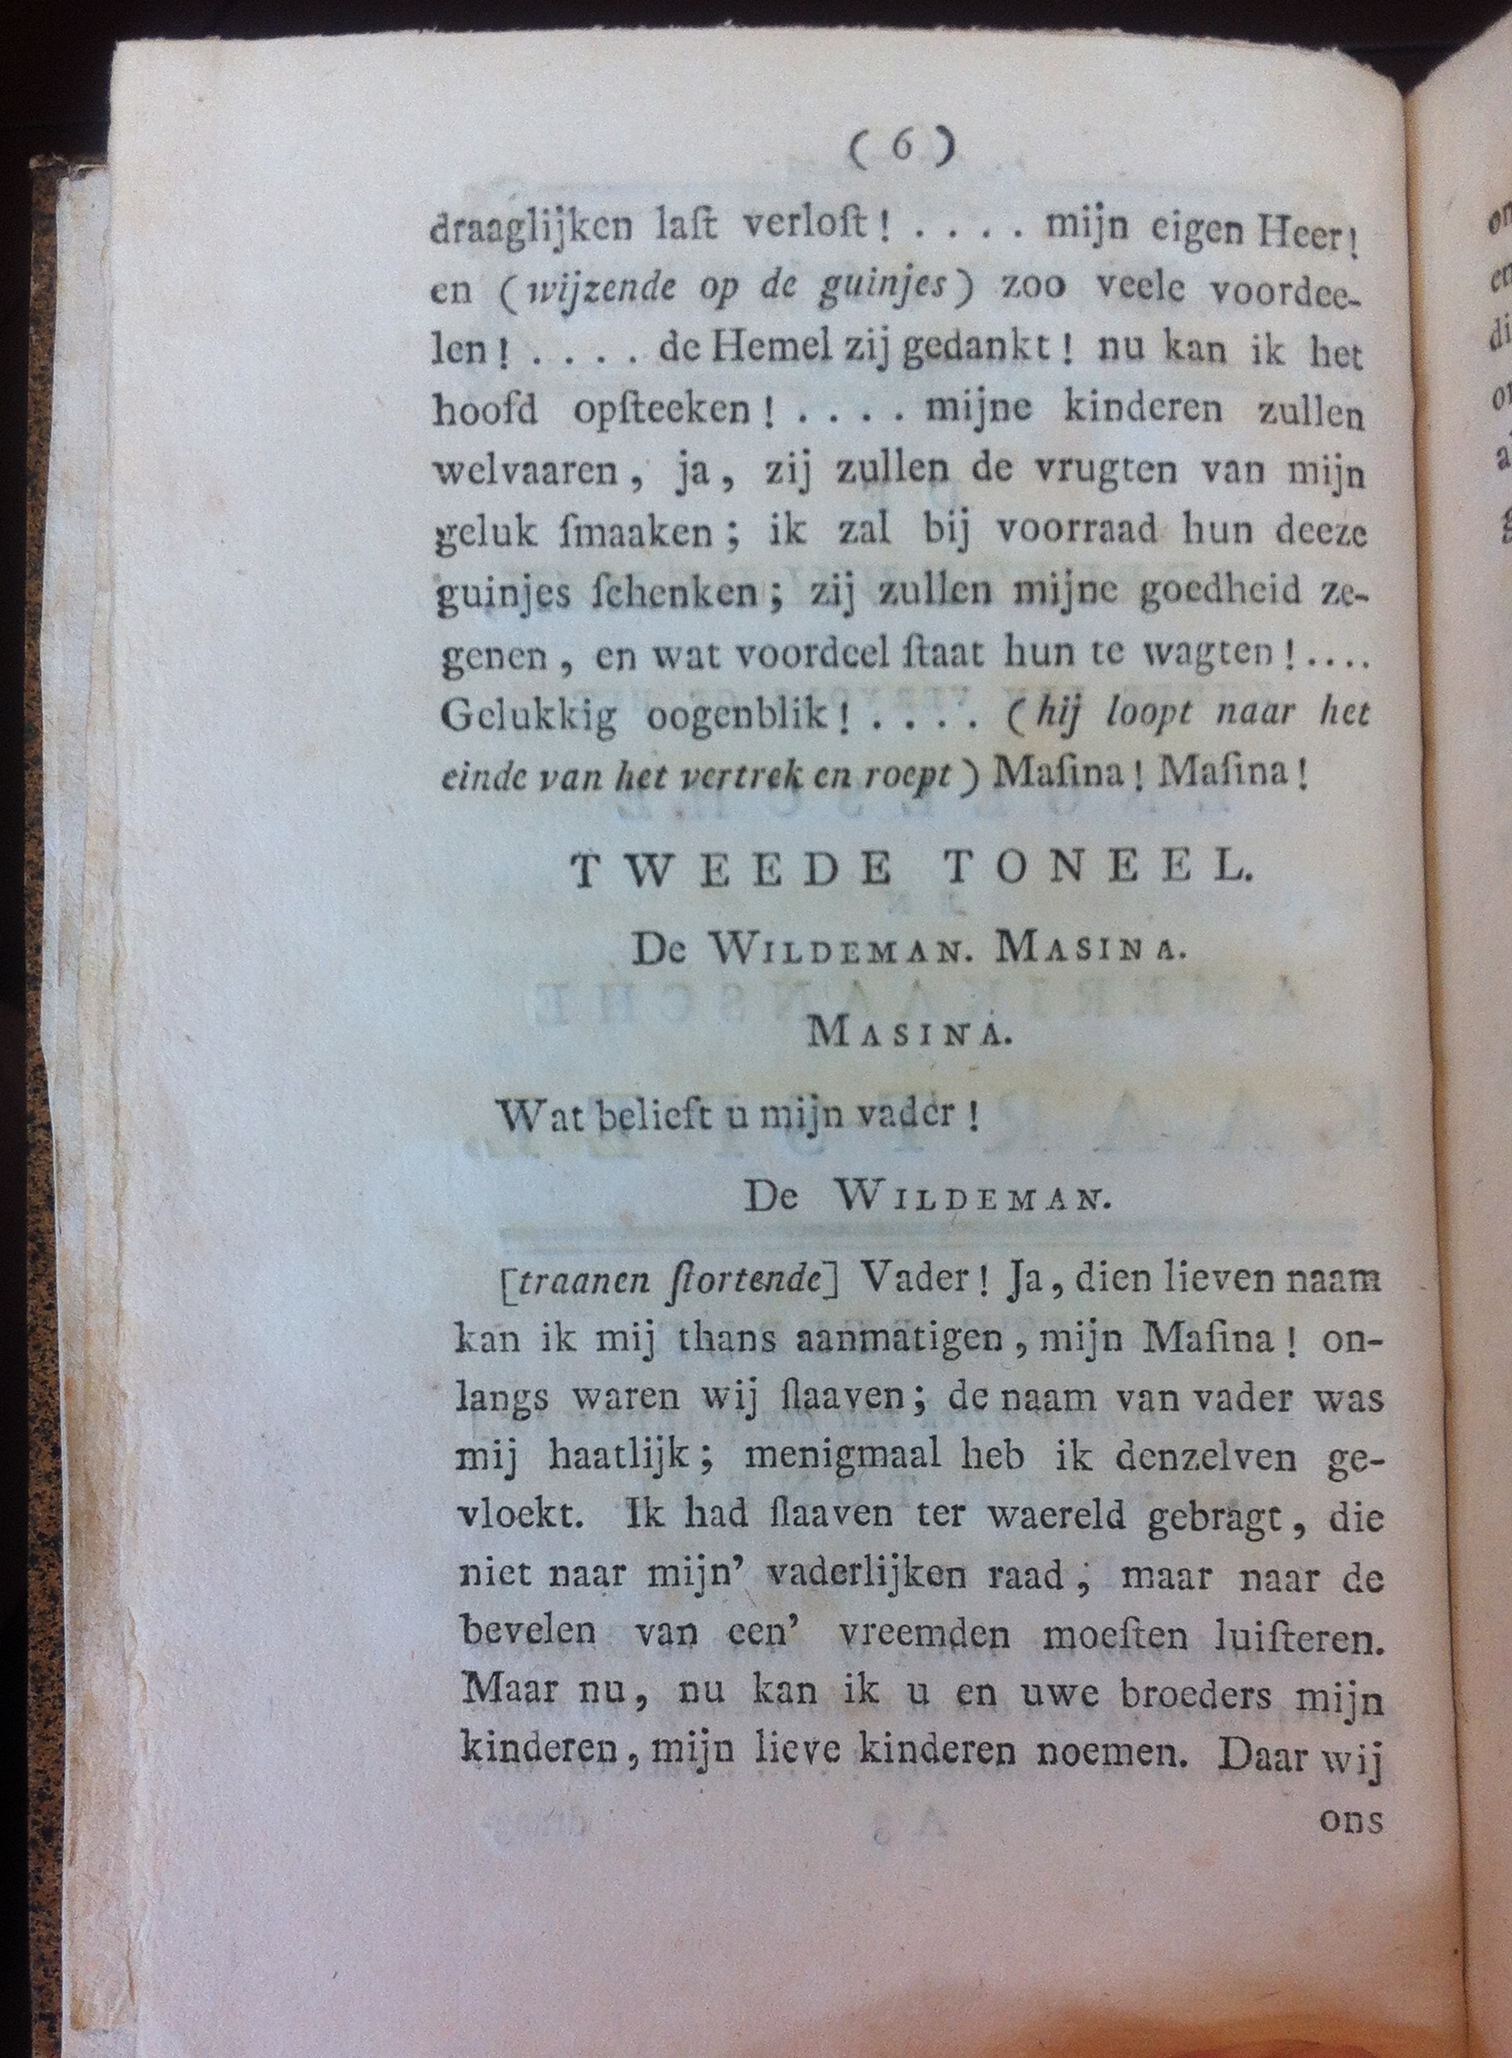 ( 6 )
draaglijken laſt verloſt! . . . . mijn eigen Heer!
en (wijzende op de guinjes) zoo veele voordee-
len! . . . . de Hemel zij gedankt! nu kan ik het
hoofd opſteeken! . . . . mijne kinderen zullen
welvaaren, ja, zij zullen de vrugten van mijn
geluk ſmaaken; ik zal bij voorraad hun deeze
guinjes ſchenken; zij zullen mijne goedheid ze-
genen, en wat voordeel ſtaat hun te wagten! ....
Gelukkig oogenblik! . . . . (hij loopt naar het
einde van het vertrek en roept) Maſina! Maſina!
TWEEDE TONEEL.
De WILDEMAN. MASINA.
MASINA.
Wat belieft u mijn vader!
De WILDEMAN.
[traanen ſtortende] Vader! Ja, dien lieven naam
kan ik mij thans aanmatigen, mijn Maſina! on-
langs waren wij ſlaaven; de naam van vader was
mij haatlijk; menigmaal heb ik denzelven ge-
vloekt. Ik had ſlaaven ter waereld gebragt, die
niet naar mijn' vaderlijken raad, maar naar de
bevelen van een' vreemden moeſten luiſteren.
Maar nu, nu kan ik u en uwe broeders mijn
kinderen, mijn lieve kinderen noemen. Daar wij
ons